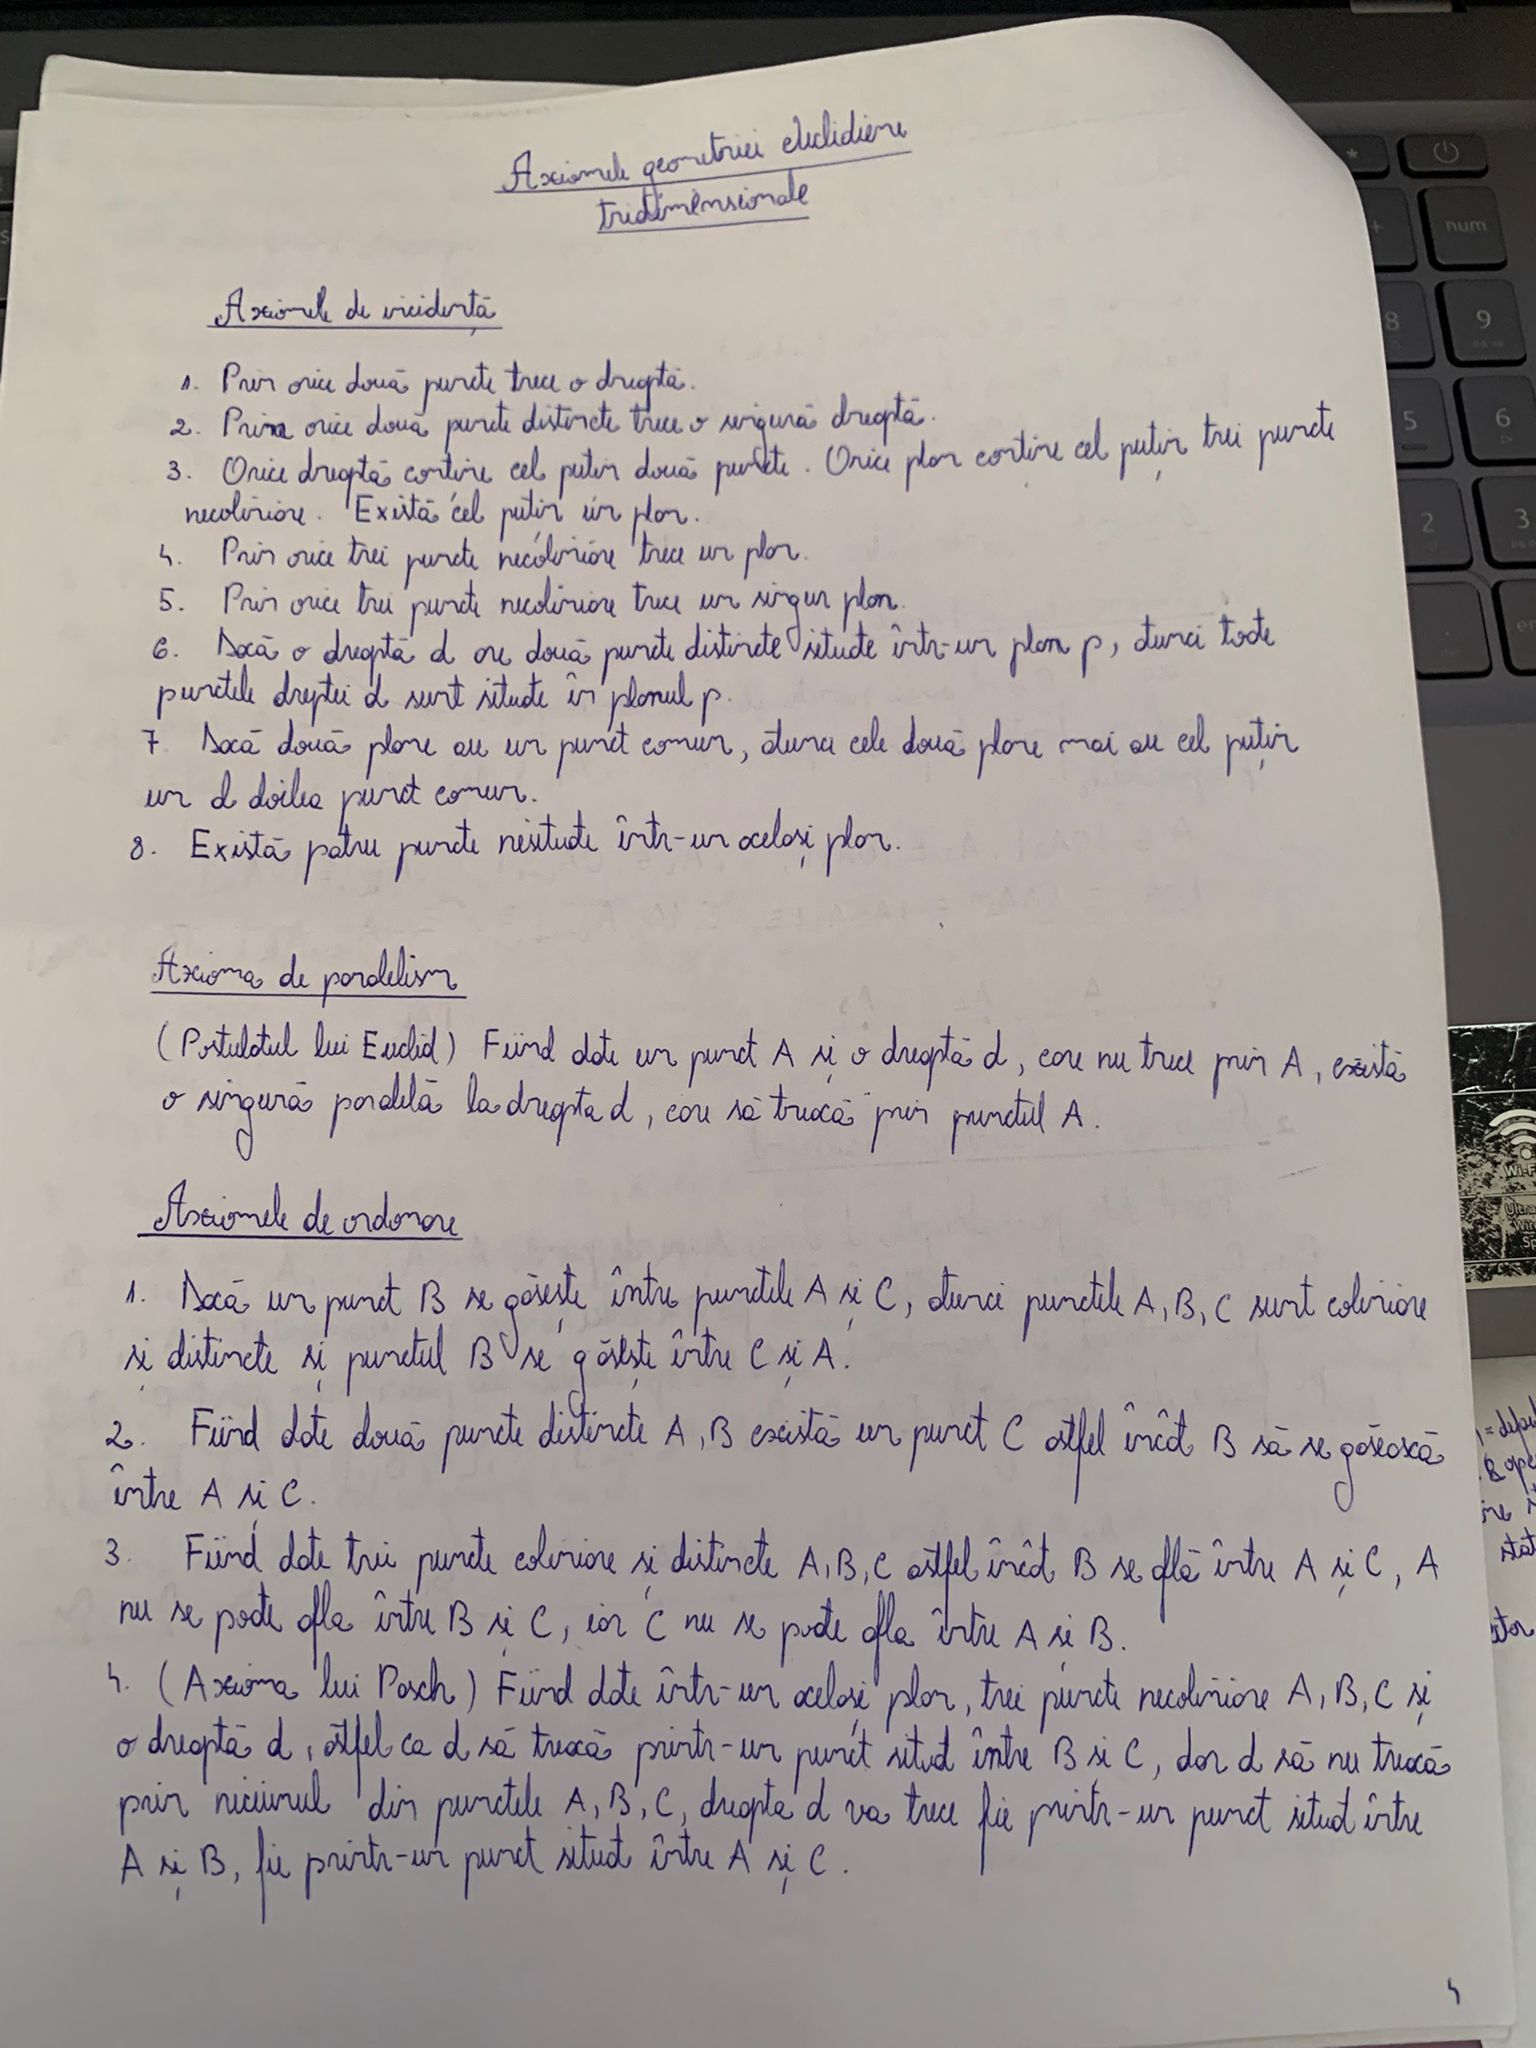 Axiomele geometriei euclidiene
tridimensionale
Axiomele de incidență
1. Prin orice două puncte trece o dreaptă.
2. Prin orice două puncte distincte trece o singură dreaptă.
3. Orice dreaptă conține cel puțin două puncte. Orice plan conține cel puțin trei puncte
necoliniare. Există cel puțin un plan.
4. Prin orice trei puncte necoliniare trece un plan.
5. Prin orice trei puncte necoliniare trece un singur plan.
6. Dacă o dreaptă d are două puncte distincte situate într-un plan p, atunci toate
punctele dreptei d sunt situate în planul p.
7 Dacă două plane au un punct comun, atunci cele două plane mai au cel puțin
un al doilea punct comun.
8. Există patru puncte nesituate într-un același plan.
Axioma de paralelism
(Postulatul lui Euclid) Fiind date un punct A și o dreaptă d, care nu trece prin A, există
o singură paralelă la dreapta d, care să treacă prin punctul A.
Axiomele de ordonare
1. Dacă un punct B se găsește între punctele A și C, atunci punctele A, B, C sunt coliniare
și distincte și punctul B se găsește între C și A.
2. Fiind date două puncte distincte A, B există un punct C astfel încât B să se găsească
între A și C.
3. Fiind date trei puncte coliniare și distincte A, B, C astfel încât B se află între A și C, A
nu se poate afla între B și C, iar C nu se poate afla între A și B.
4. (Axioma lui Pasch) Fiind date într-un același plan, trei puncte necoliniare A, B, C și
o dreaptă d, astfel ca d să treacă printr-un punct situat între B si C, dar d să nu treacă
prin niciunul din punctele A, B, C, dreapta d va trece fie printr-un punct situat între
A și B, fie printr-un punct situat între A și C.
4
num
8
9
5
6
2
3